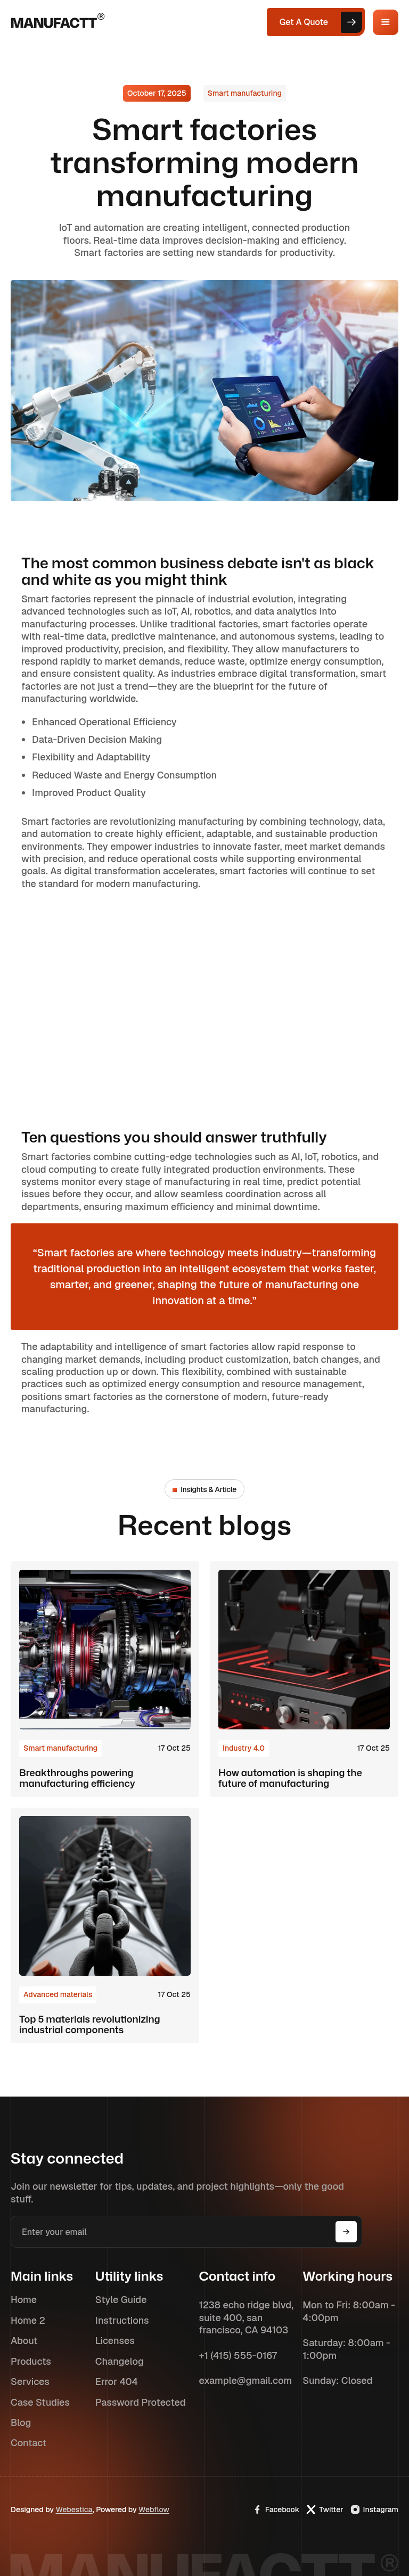 MANUFACTT®
Get A Quote
October 17, 2025
Smart manufacturing
Smart factories
transforming modern
manufacturing
IoT and automation are creating intelligent, connected production
floors. Real-time data improves decision-making and efficiency.
Smart factories are setting new standards for productivity.
The most common business debate isn't as black
and white as you might think
Smart factories represent the pinnacle of industrial evolution, integrating
advanced technologies such as IoT, AI, robotics, and data analytics into
manufacturing processes. Unlike traditional factories, smart factories operate
with real-time data, predictive maintenance, and autonomous systems, leading to
improved productivity, precision, and flexibility. They allow manufacturers to
respond rapidly to market demands, reduce waste, optimize energy consumption,
and ensure consistent quality. As industries embrace digital transformation, smart
factories are not just a trend—they are the blueprint for the future of
manufacturing worldwide.
• Enhanced Operational Efficiency
• Data-Driven Decision Making
• Flexibility and Adaptability
• Reduced Waste and Energy Consumption
• Improved Product Quality
Smart factories are revolutionizing manufacturing by combining technology, data,
and automation to create highly efficient, adaptable, and sustainable production
environments. They empower industries to innovate faster, meet market demands
with precision, and reduce operational costs while supporting environmental
goals. As digital transformation accelerates, smart factories will continue to set
the standard for modern manufacturing.
Ten questions you should answer truthfully
Smart factories combine cutting-edge technologies such as AI, IoT, robotics, and
cloud computing to create fully integrated production environments. These
systems monitor every stage of manufacturing in real time, predict potential
issues before they occur, and allow seamless coordination across all
departments, ensuring maximum efficiency and minimal downtime.
“Smart factories are where technology meets industry—transforming
traditional production into an intelligent ecosystem that works faster,
smarter, and greener, shaping the future of manufacturing one
innovation at a time.”
The adaptability and intelligence of smart factories allow rapid response to
changing market demands, including product customization, batch changes, and
scaling production up or down. This flexibility, combined with sustainable
practices such as optimized energy consumption and resource management,
positions smart factories as the cornerstone of modern, future-ready
manufacturing.
Insights & Article
Recent blogs
Smart manufacturing
17 Oct 25
Breakthroughs powering
manufacturing efficiency
Industry 4.0
17 Oct 25
How automation is shaping the
future of manufacturing
Advanced materials
17 Oct 25
Top 5 materials revolutionizing
industrial components
Stay connected
Join our newsletter for tips, updates, and project highlights—only the good
stuff.
Enter your email
Main links
Home
Home 2
About
Products
Services
Case Studies
Blog
Contact
Utility links
Style Guide
Instructions
Licenses
Changelog
Error 404
Password Protected
Contact info
1238 echo ridge blvd,
suite 400, san
francisco, CA 94103
+1 (415) 555-0167
example@gmail.com
Working hours
Mon to Fri: 8:00am -
4:00pm
Saturday: 8:00am -
1:00pm
Sunday: Closed
Designed by Webestica, Powered by Webflow
Facebook
Twitter
Instagram
MANUFACTT®